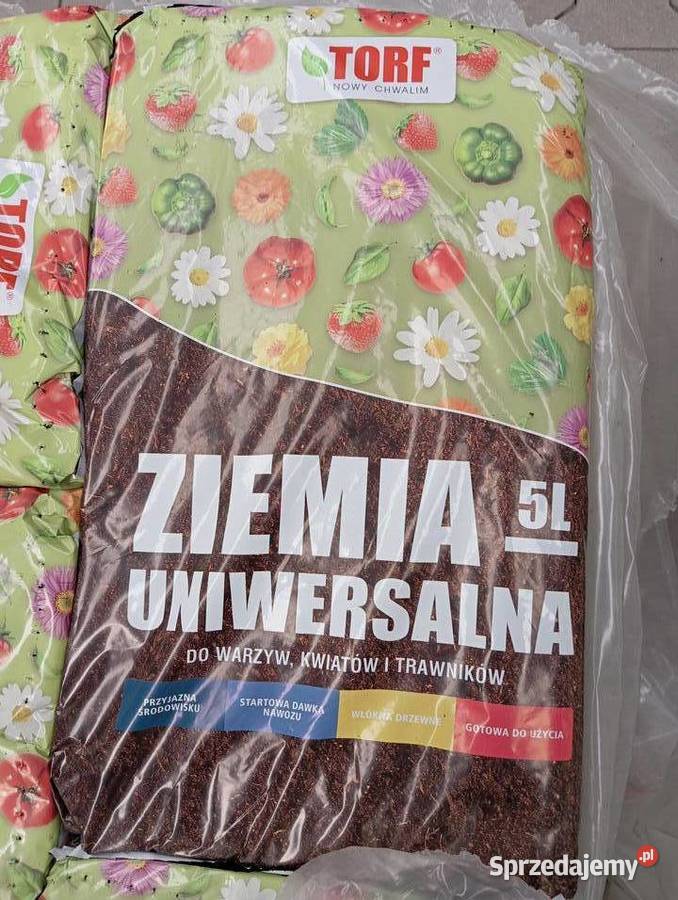 TORF®
NOWY CHWALIM
TORF®
ZIEMIA 5L
UNIWERSALNA
DO WARZYW, KWIATÓW I TRAWNIKÓW
PRZYJAZNA
ŚRODOWISKU
STARTOWA DAWKA
NAWOZU
WŁÓKNA DRZEWNE
GOTOWA DO UŻYCIA
Sprzedajemy.pl